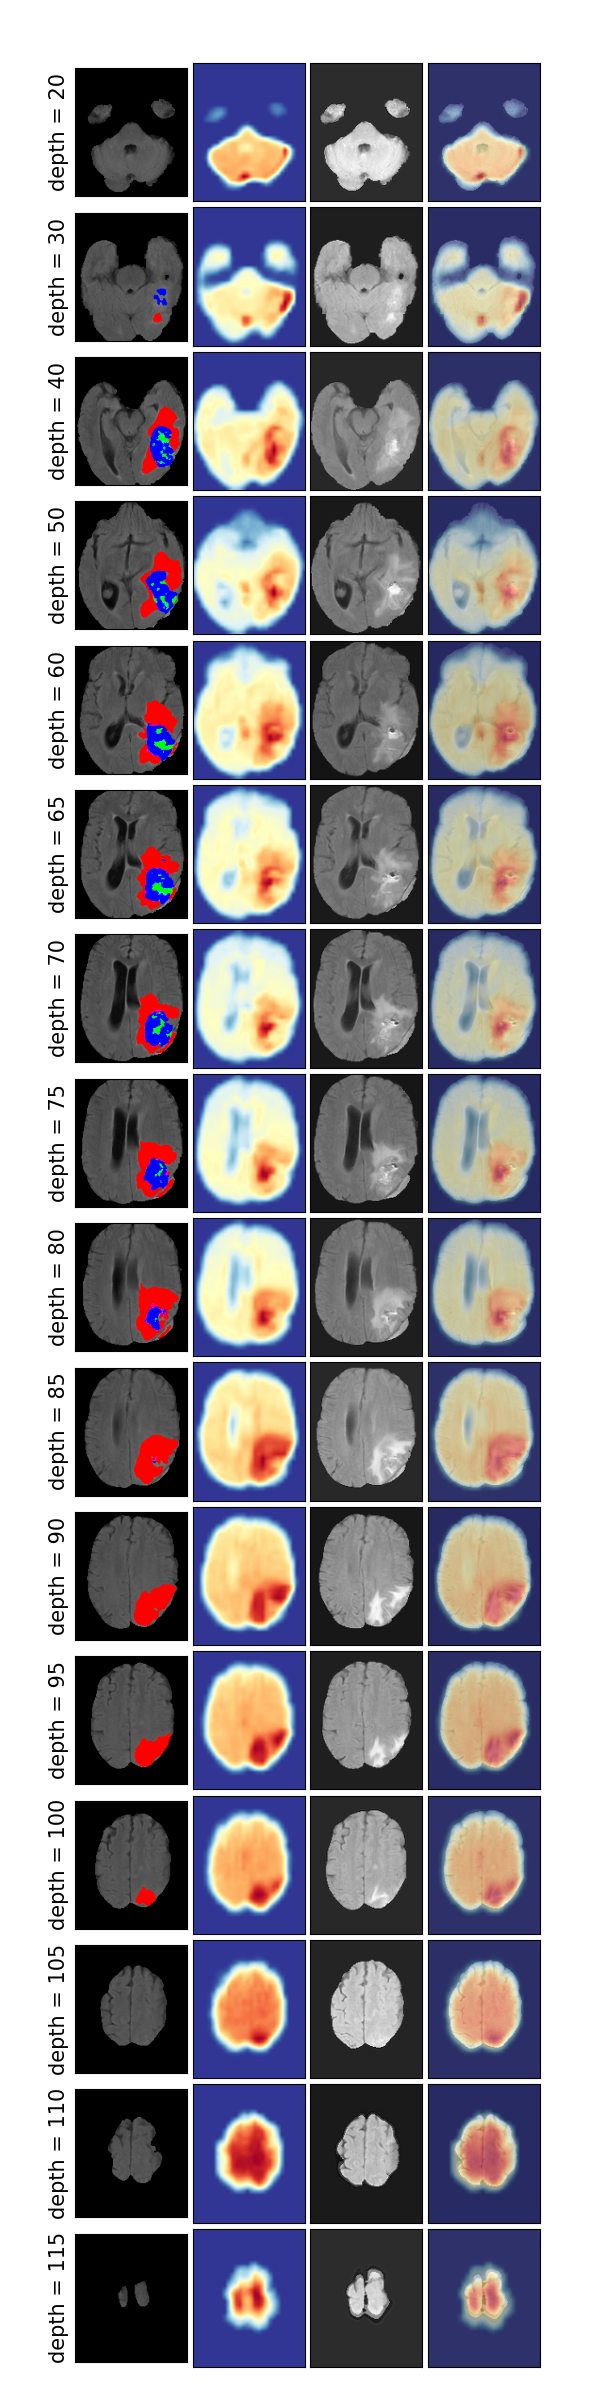 depth = 20
depth = 30
depth = 40
depth = 50
depth = 60
depth = 65
depth = 70
depth = 75
depth = 80
depth = 85
depth = 90
depth = 95
depth = 100
depth = 105
depth = 110
depth = 115